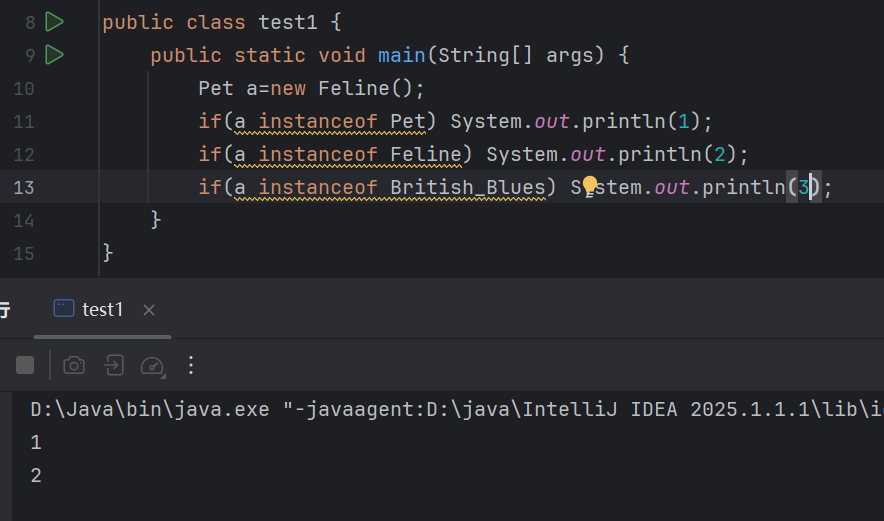 8 public class test1 {
9 public static void main(String[] args) {
10 Pet a=new Feline();
11 if(a instanceof Pet) System.out.println(1);
12 if(a instanceof Feline) System.out.println(2);
13 if(a instanceof British_Blues) System.out.println(3);
14 }
15 }
行 test1
D:\Java\bin\java.exe "-javaagent:D:\java\IntelliJ IDEA 2025.1.1.1\lib\i
1
2